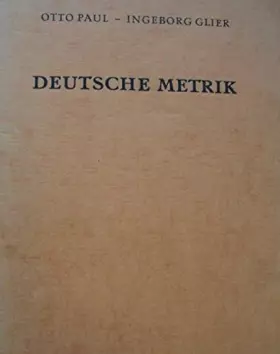 OTTO PAUL – INGEBORG GLIER
DEUTSCHE METRIK